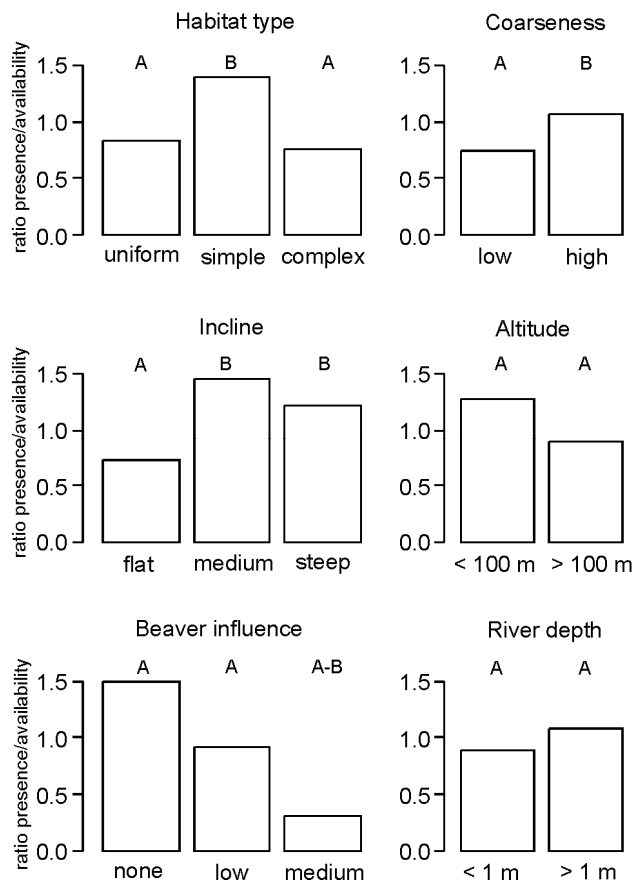 Habitat type
Coarseness
ratio presence/availability
1.5
1.0
0.5
0.0
A B A
uniform simple complex
1.5
1.0
0.5
0.0
A B
low high
Incline
Altitude
ratio presence/availability
1.5
1.0
0.5
0.0
A B B
flat medium steep
1.5
1.0
0.5
0.0
A A
< 100 m > 100 m
Beaver influence
River depth
ratio presence/availability
1.5
1.0
0.5
0.0
A A A-B
none low medium
1.5
1.0
0.5
0.0
A A
< 1 m > 1 m